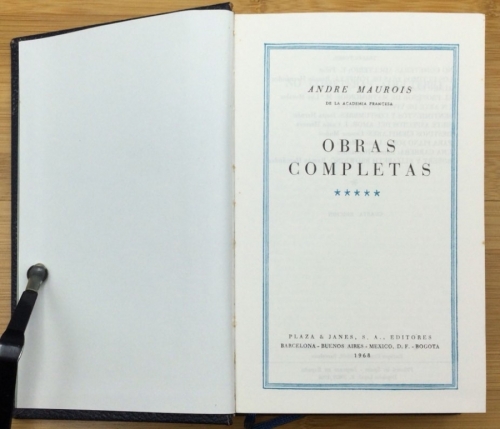 ANDRE MAUROIS
DE LA ACADEMIA FRANCESA
OBRAS
COMPLETAS
★★★★★
PLAZA & JANES, S. A., EDITORES
BARCELONA - BUENOS AIRES - MEXICO, D. F. - BOGOTA
1968